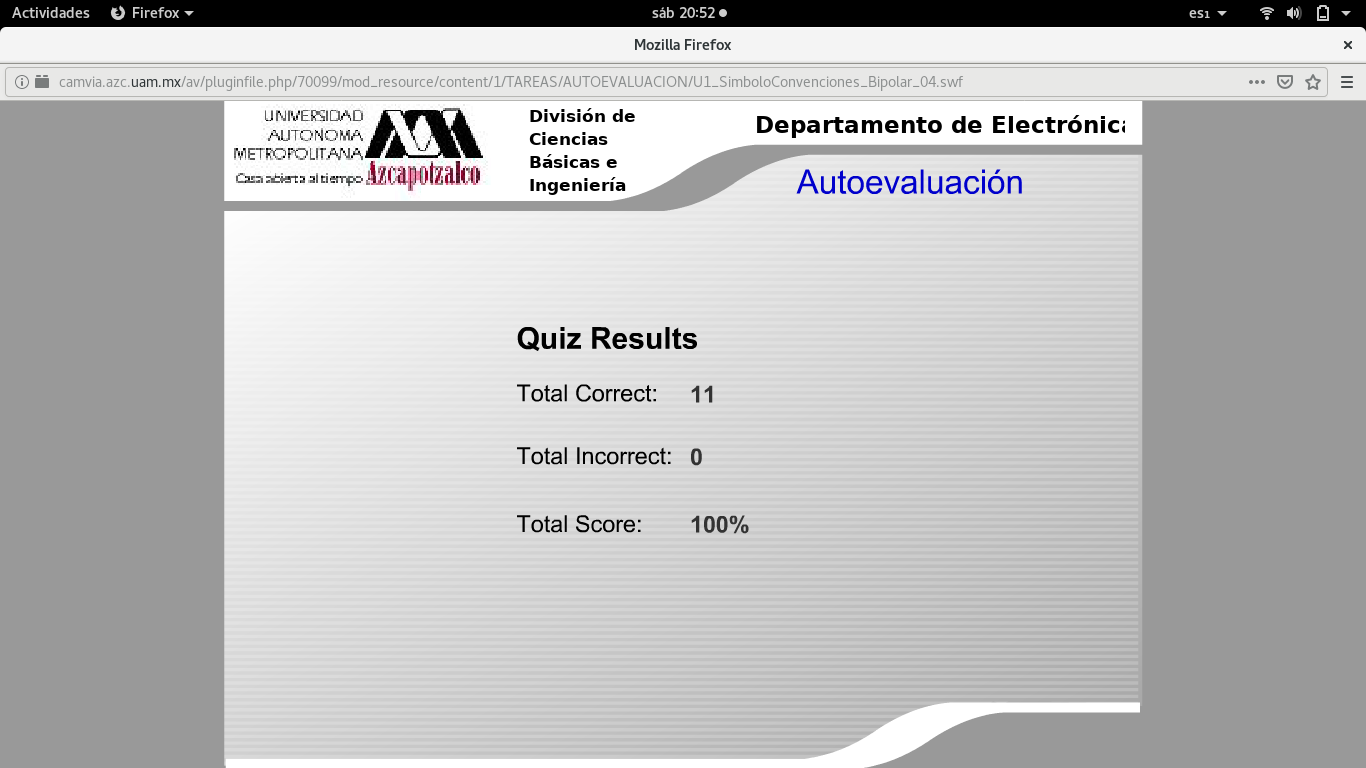 Actividades Firefox sáb 20:52 es1
Mozilla Firefox
camvia.azc.uam.mx/av/pluginfile.php/70099/mod_resource/content/1/TAREAS/AUTOEVALUACION/U1_SimboloConvenciones_Bipolar_04.swf
UNIVERSIDAD
AUTONOMA
METROPOLITANA
Casa abierta al tiempo Azcapotzalco
División de
Ciencias
Básicas e
Ingeniería
Departamento de Electrónica
Autoevaluación
Quiz Results
Total Correct: 11
Total Incorrect: 0
Total Score: 100%